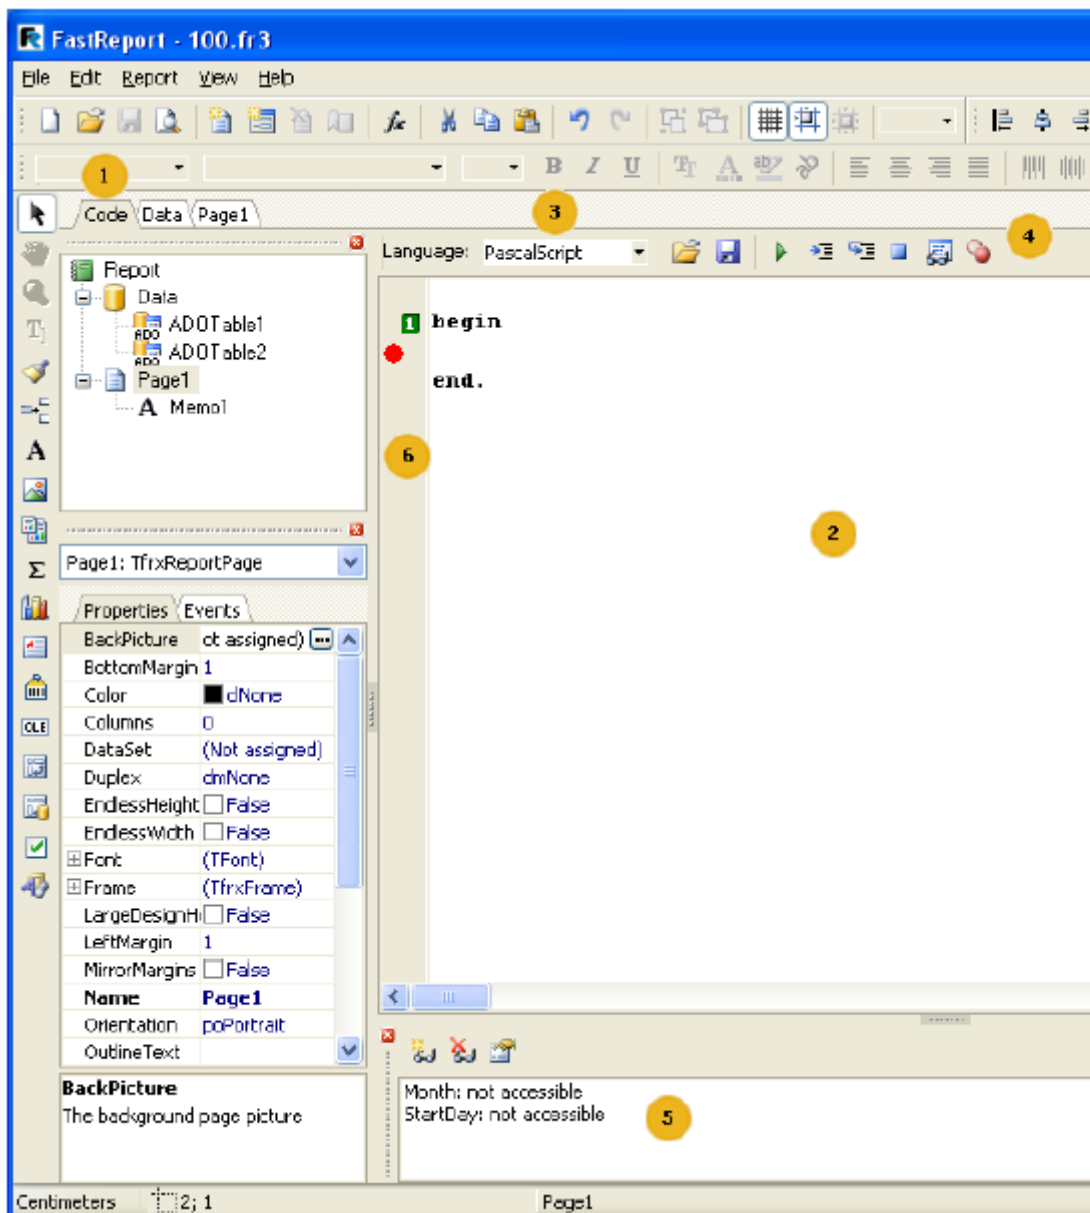 FastReport - 100.fr3
File Edit Report View Help
B I U
1
3
4
Code Data Page1
Language: PascalScript
Report
Data
ADOTable1
ADOTable2
Page1
A Memo1
1 begin
end.
6
2
Page1: TfrxReportPage
Properties Events
BackPicture ot assigned)
BottomMargin 1
Color clNone
Columns 0
DataSet (Not assigned)
Duplex dmNone
EndlessHeight False
EndlessWidth False
Font (TFont)
Frame (TfrxFrame)
LargeDesignH False
LeftMargin 1
MirrorMargins False
Name Page1
Orientation poPortrait
OutlineText
BackPicture
The background page picture
Month: not accessible
StartDay: not accessible
5
OLE
Centimeters 2; 1 Page1